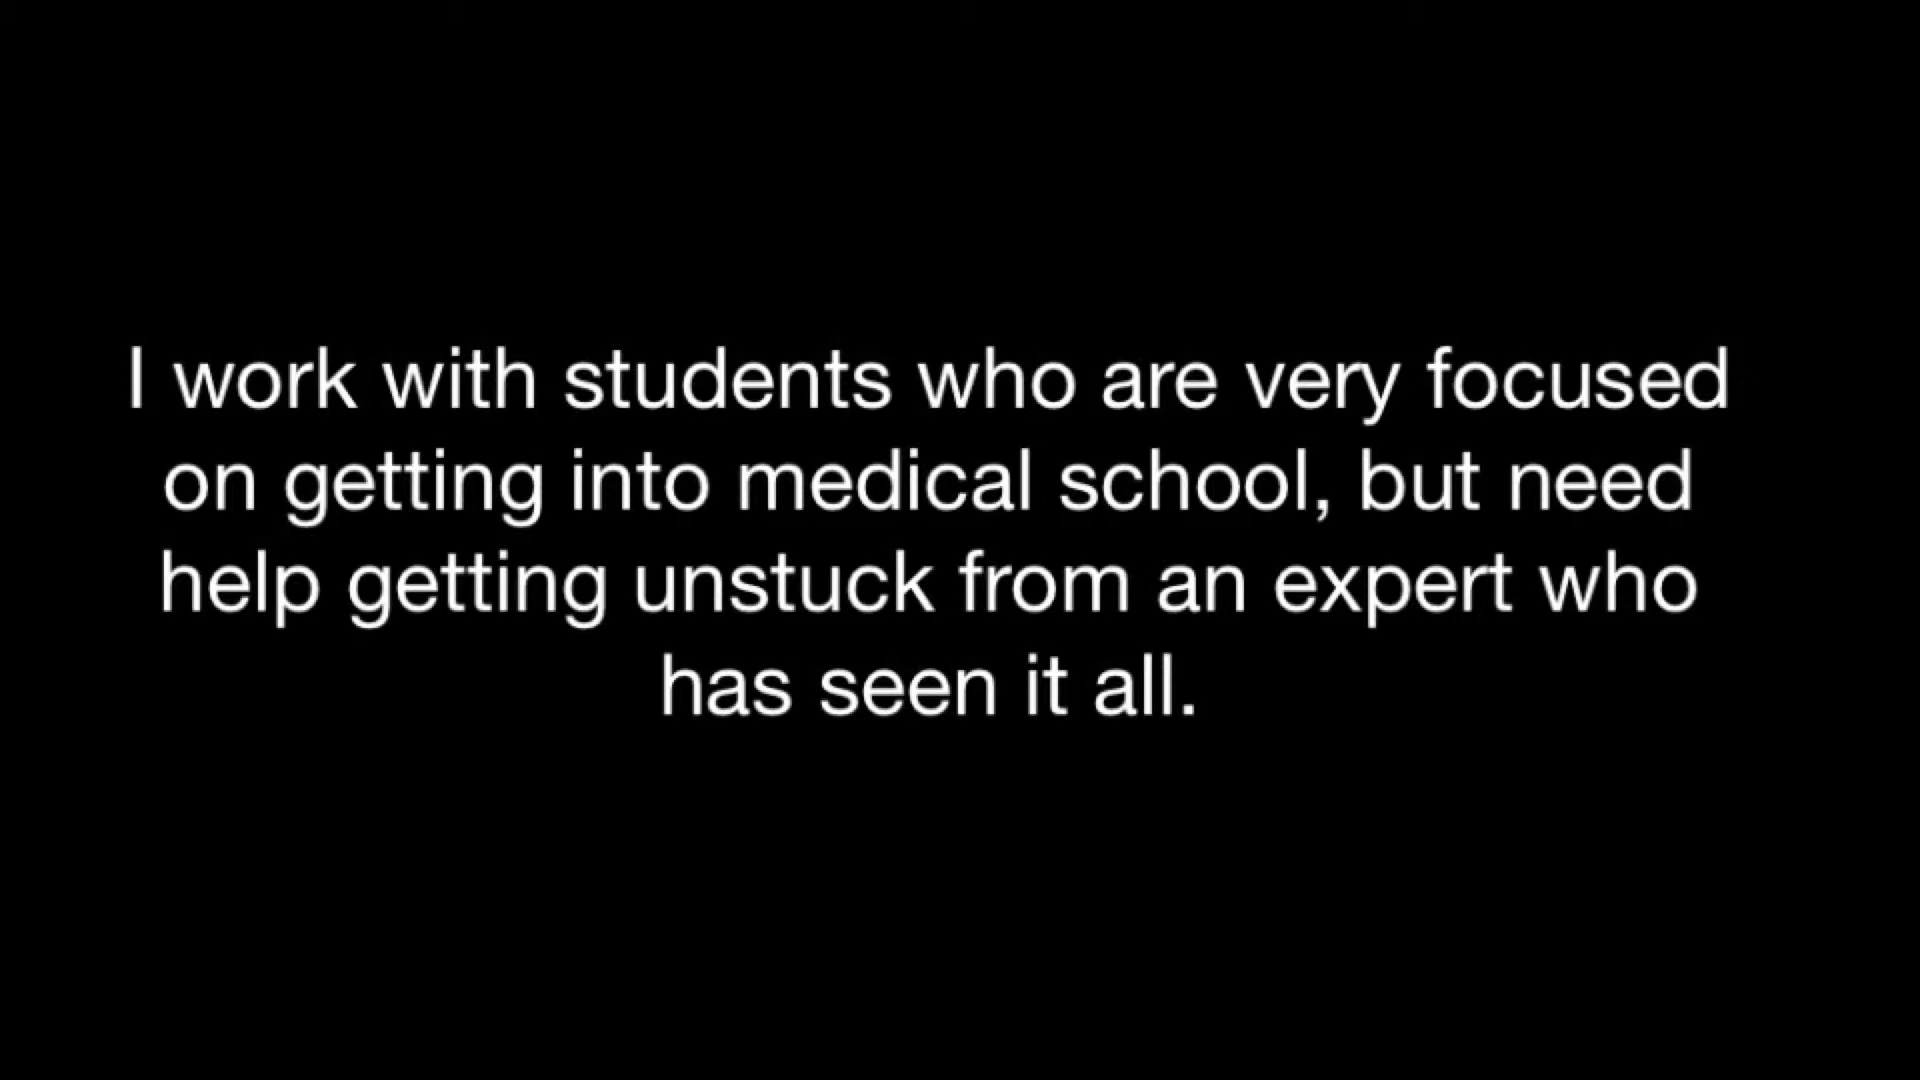 I work with students who are very focused
on getting into medical school, but need
help getting unstuck from an expert who
has seen it all.